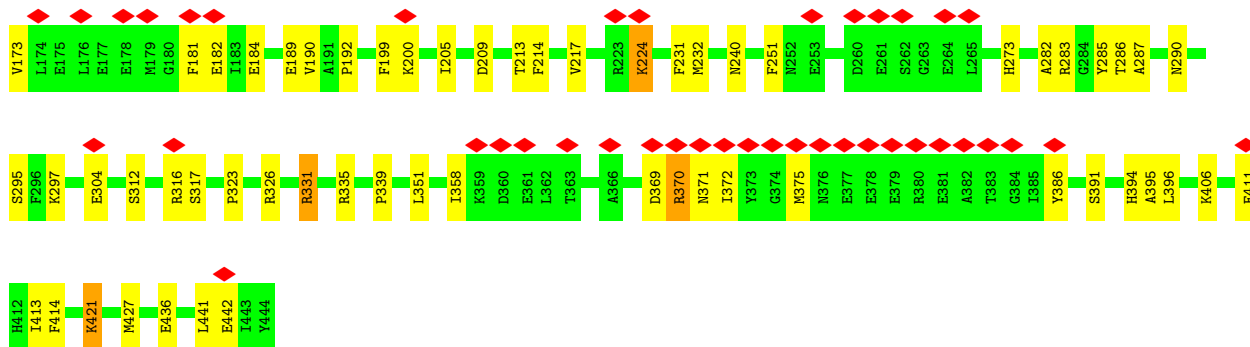 V173 L174 E175 L176 E177 E178 M179 G180 F181 E182 I183 E184 E189 V190 A191 P192 F199 K200 I205 D209 T213 F214 V217 R223 K224 F231 M232 N240 F251 N252 E253 D260 E261 S262 G263 E264 L265 H273 A282 R283 G284 Y285 T286 A287 N290
S295 F296 K297 E304 S312 R316 S317 P323 R326 R331 R335 P339 L351 I358 K359 D360 E361 L362 T363 A366 D369 R370 N371 I372 Y373 G374 M375 N376 E377 E378 E379 R380 E381 A382 T383 G384 I385 Y386 S391 H394 A395 L396 K406 E411
H412 I413 F414 K421 M427 E436 L441 E442 I443 Y444